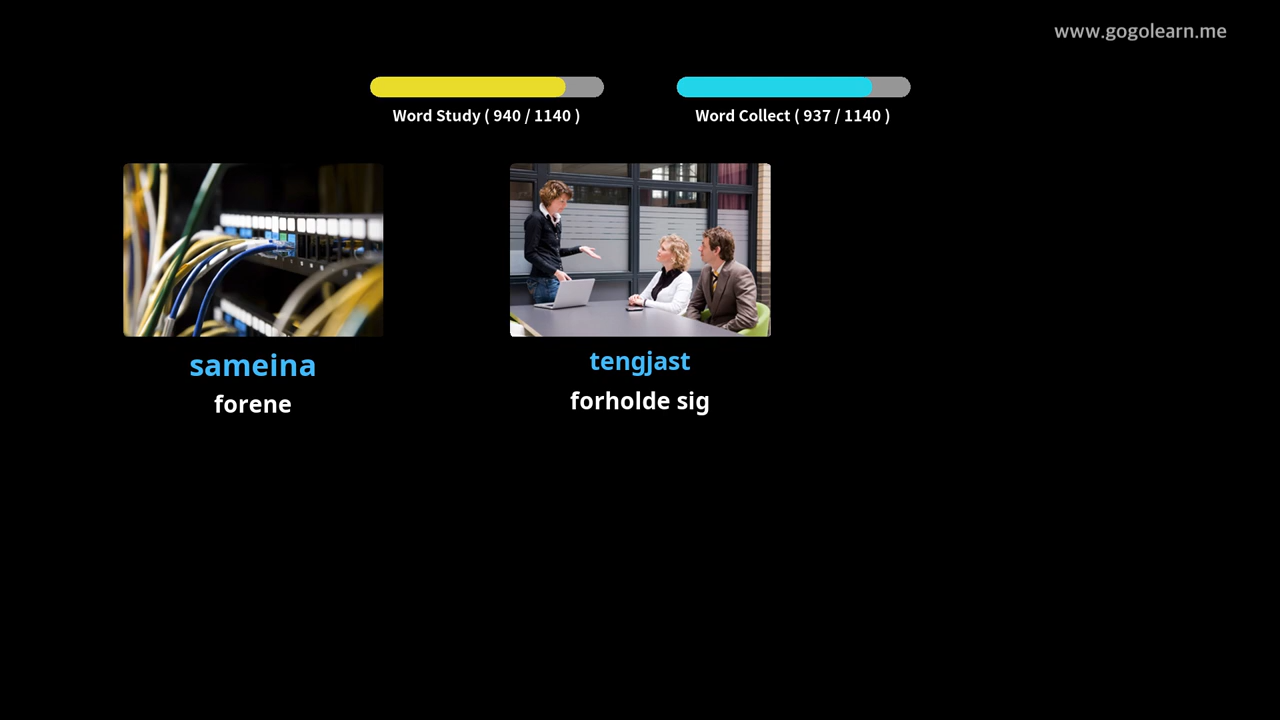 www.gogolearn.me
Word Study ( 940 / 1140 )
Word Collect ( 937 / 1140 )
sameina
forene
tengjast
forholde sig